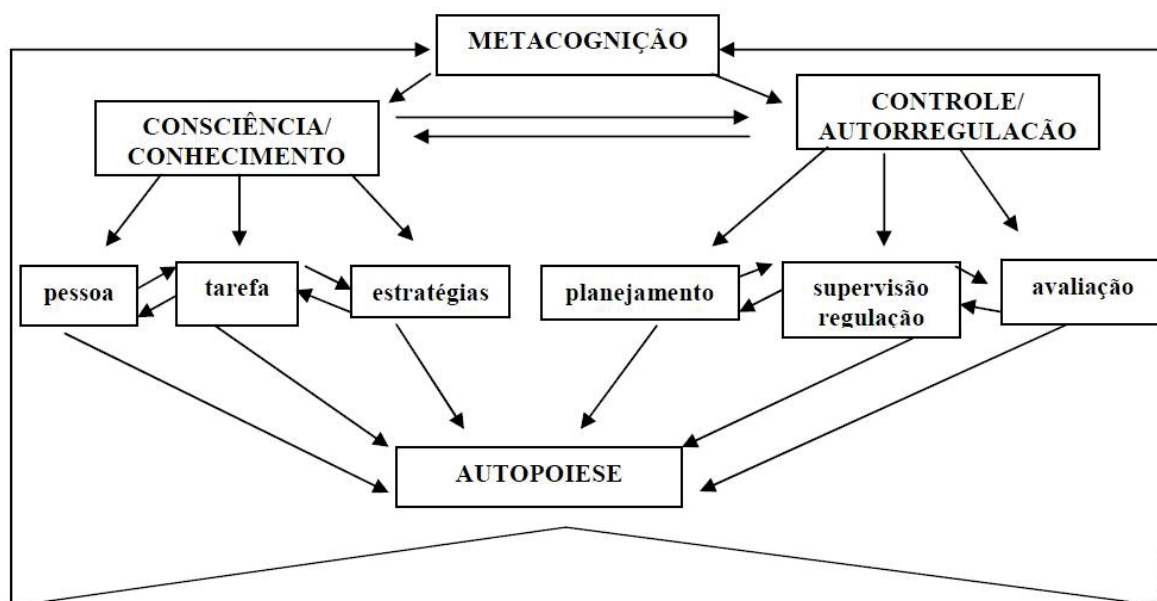 METACOGNIÇÃO
CONSCIÊNCIA/
CONHECIMENTO
CONTROLE/
AUTORREGULACÃO
pessoa
tarefa
estratégias
planejamento
supervisão
regulação
avaliação
AUTOPOIESE